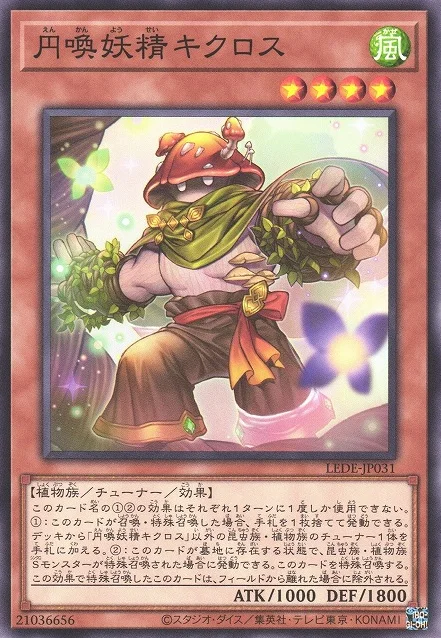 円喚妖精キクロス
風
LEDE-JP031
【植物族／チューナー／効果】
このカード名の①②の効果はそれぞれ１ターンに１度しか使用できない。
①：このカードが召喚・特殊召喚した場合、手札を１枚捨てて発動できる。
デッキから「円喚妖精キクロス」以外の昆虫族・植物族のチューナー１体を
手札に加える。②：このカードが墓地に存在する状態で、昆虫族・植物族
Ｓモンスターが特殊召喚された場合に発動できる。このカードを特殊召喚する。
この効果で特殊召喚したこのカードは、フィールドから離れた場合に除外される。
ATK/1000 DEF/1800
21036656
©スタジオ・ダイス／集英社・テレビ東京・KONAMI